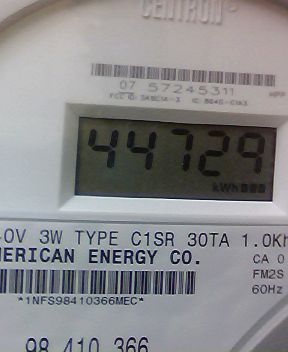 CENTRON®
07 57245311
44729
kWh
0V 3W TYPE C1SR 30TA 1.0Kh
MERICAN ENERGY CO.
CA 0
FM2S
60Hz
*1NFS98410366MEC*
98 410 366